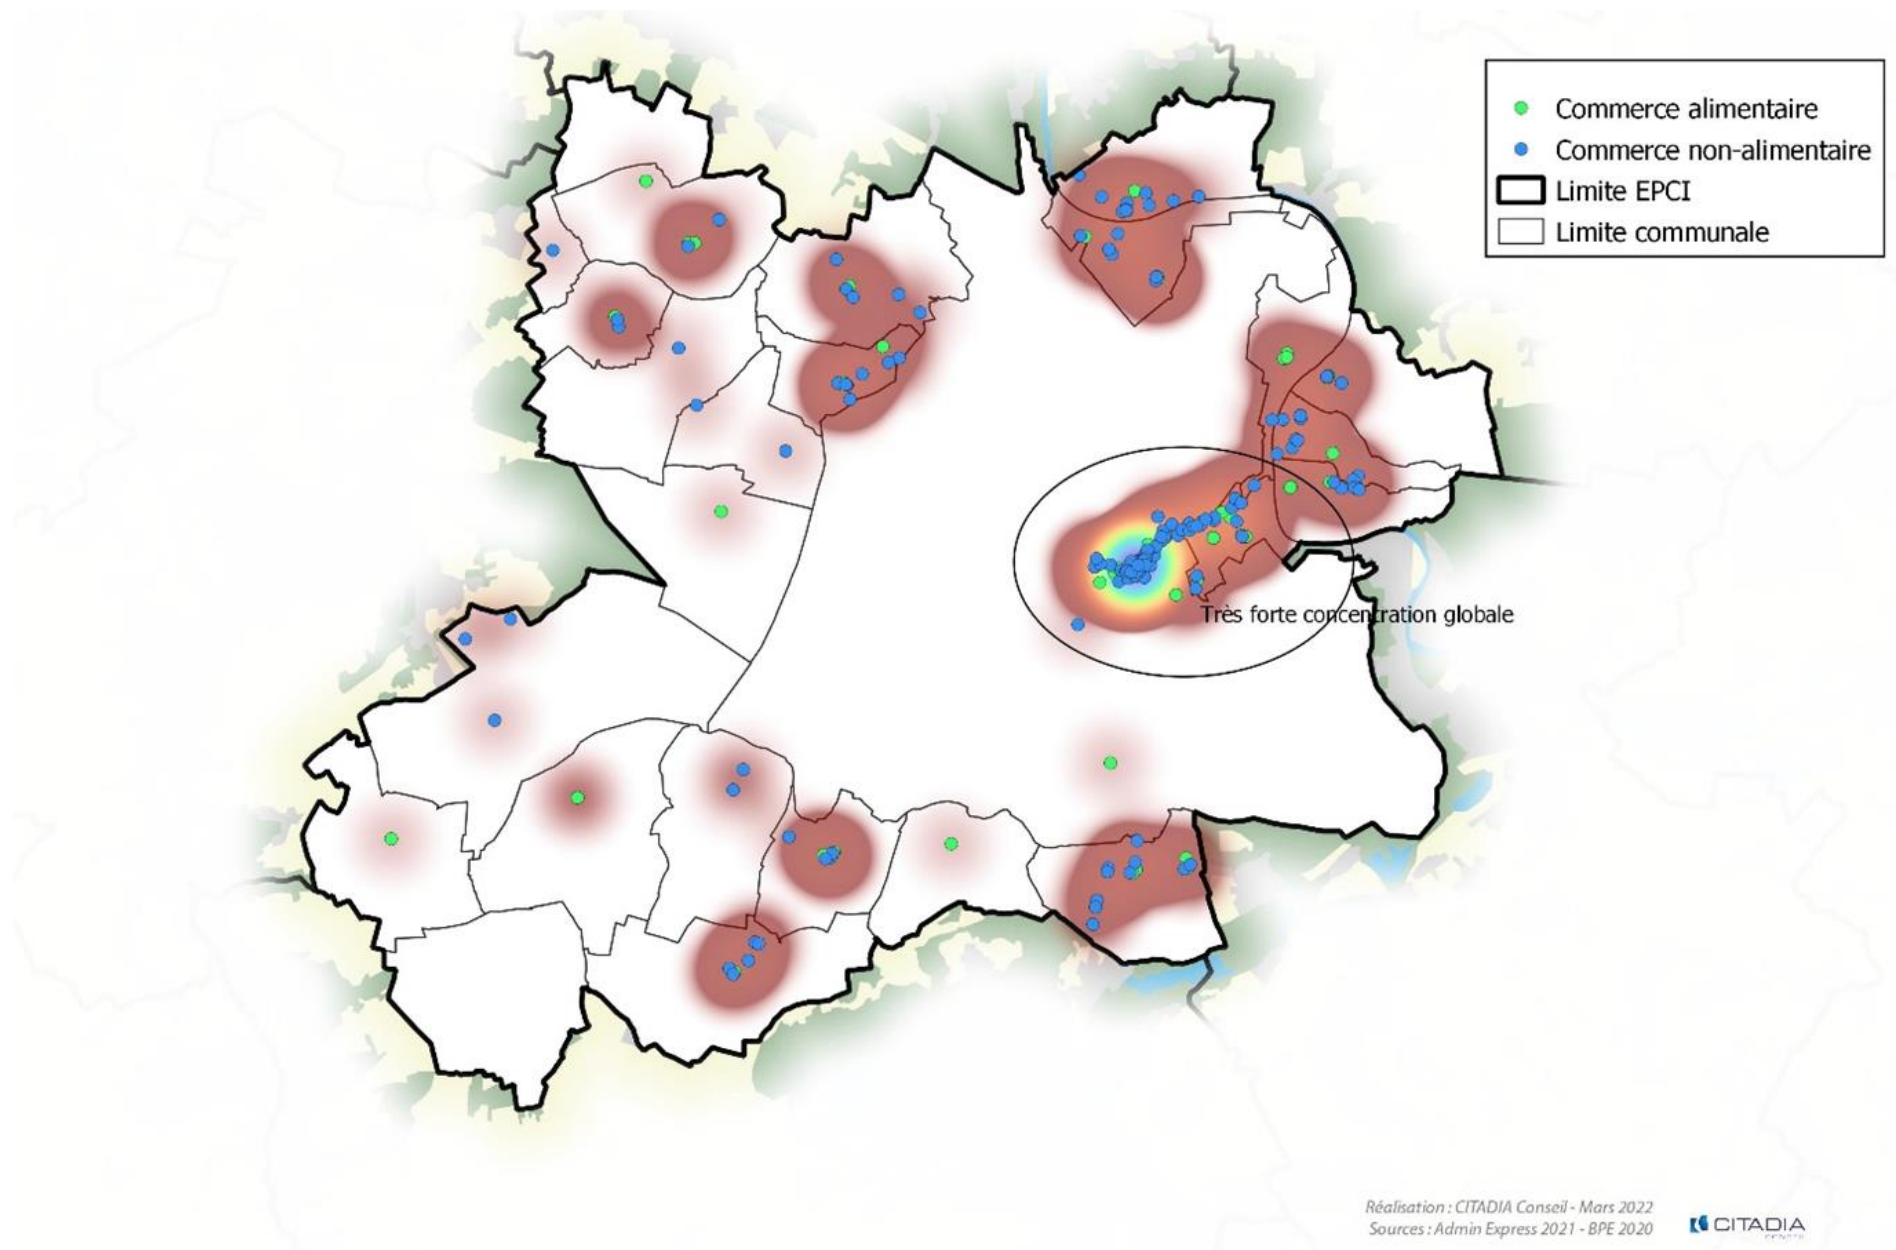 Commerce alimentaire
Commerce non-alimentaire
Limite EPCI
Limite communale
Très forte concentration globale
Réalisation : CITADIA Conseil - Mars 2022
Sources : Admin Express 2021 - BPE 2020
CITADIA